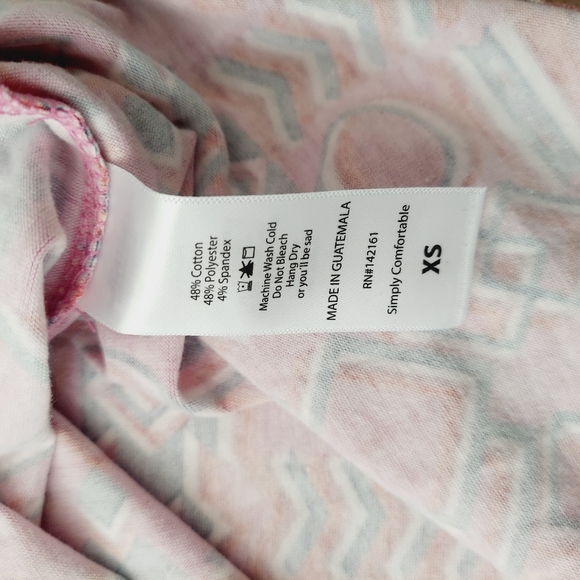 48% Cotton
48% Polyester
4% Spandex
Machine Wash Cold
Do Not Bleach
Hang Dry
or you'll be sad
MADE IN GUATEMALA
RN#142161
Simply Comfortable
XS